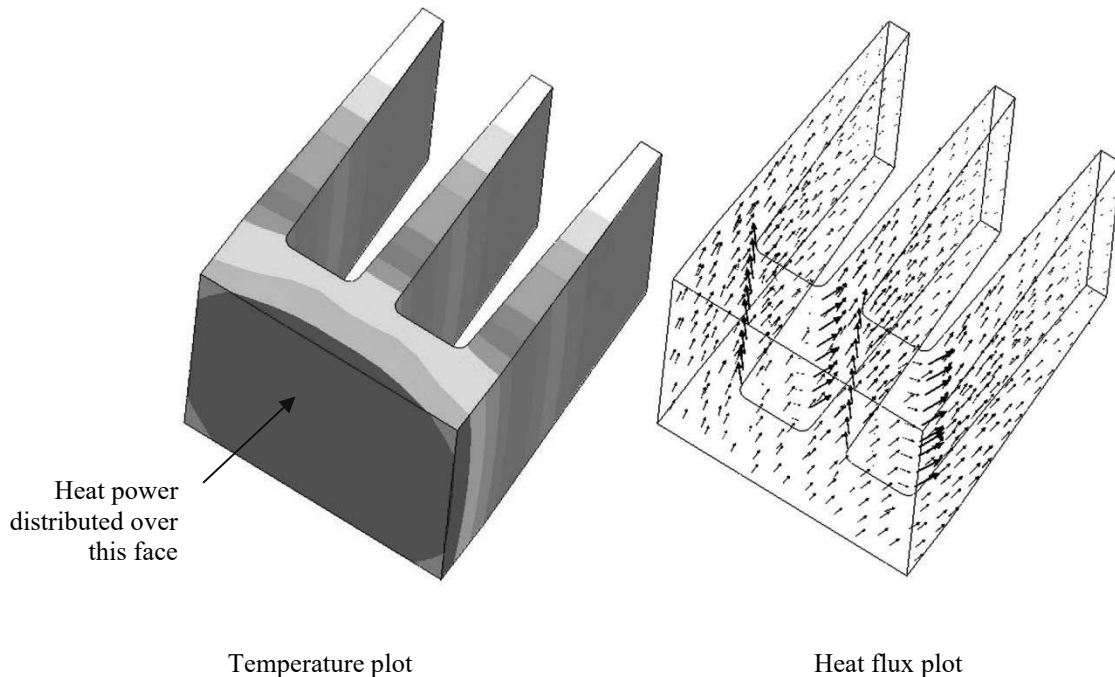 Heat power
distributed over
this face
Temperature plot
Heat flux plot